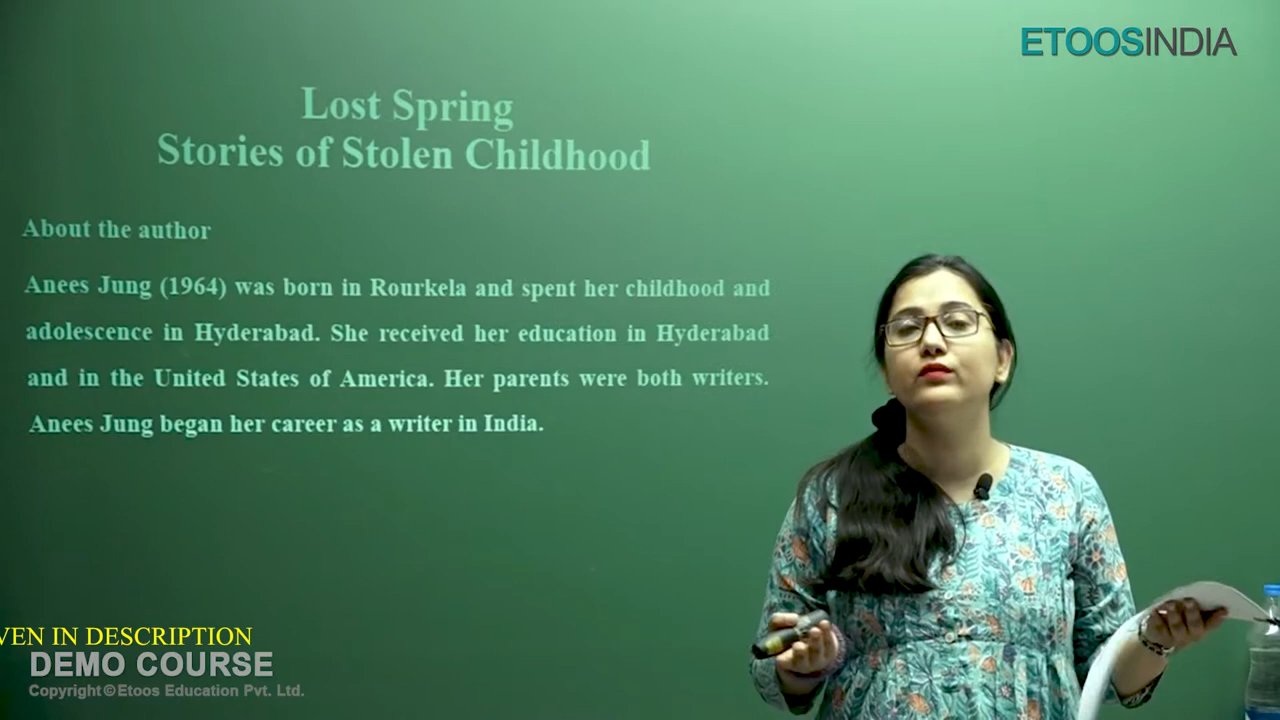 ETOOSINDIA
Lost Spring
Stories of Stolen Childhood
About the author
Anees Jung (1964) was born in Rourkela and spent her childhood and
adolescence in Hyderabad. She received her education in Hyderabad
and in the United States of America. Her parents were both writers.
Anees Jung began her career as a writer in India.
VEN IN DESCRIPTION
DEMO COURSE
Copyright © Etoos Education Pvt. Ltd.